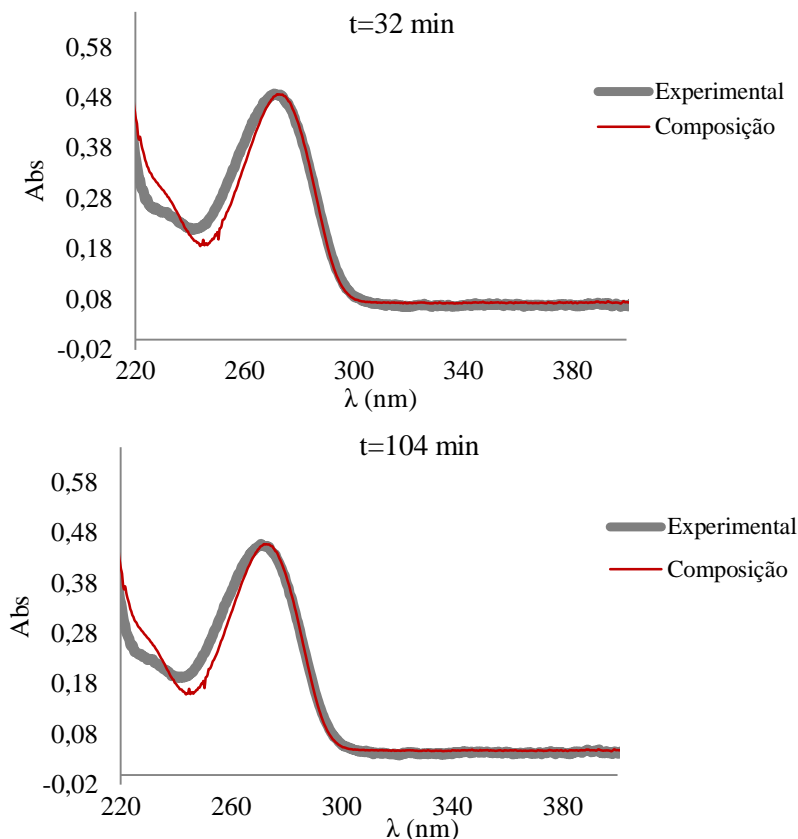 t=32 min
0,58
0,48
0,38
0,28
0,18
0,08
-0,02
Abs
220 260 300 340 380
λ (nm)
Experimental
Composição
t=104 min
0,58
0,48
0,38
0,28
0,18
0,08
-0,02
Abs
220 260 300 340 380
λ (nm)
Experimental
Composição